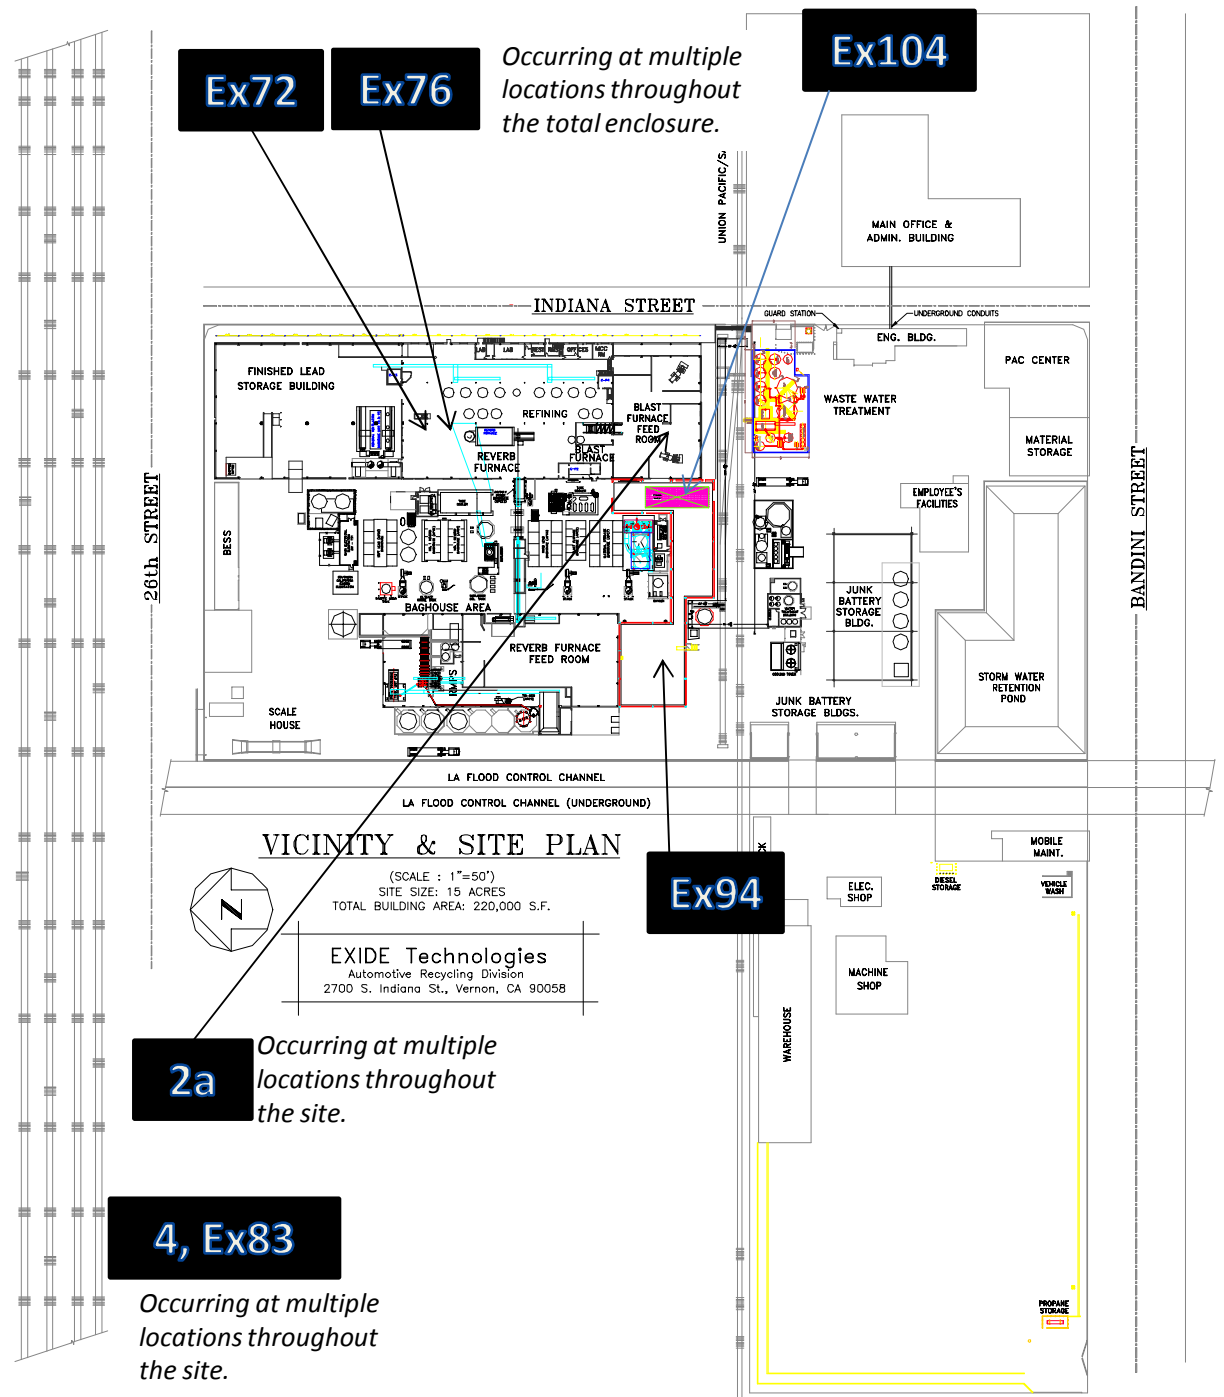 Ex72
Ex76
Occurring at multiple
locations throughout
the total enclosure.
Ex104
UNION PACIFIC/S
MAIN OFFICE &
ADMIN. BUILDING
INDIANA STREET
GUARD STATION
UNDERGROUND CONDUITS
ENG. BLDG.
PAC CENTER
FINISHED LEAD
STORAGE BUILDING
LAB
LAB
OFFICES
MCC
RM
REFINING
BLAST
FURNACE
FEED
ROOM
WASTE WATER
TREATMENT
REVERB
FURNACE
BLAST
FURNACE
MATERIAL
STORAGE
26th STREET
BANDINI STREET
BESS
EMPLOYEE'S
FACILITIES
BAGHOUSE AREA
JUNK
BATTERY
STORAGE
BLDG.
REVERB FURNACE
FEED ROOM
RMPS
STORM WATER
RETENTION
POND
SCALE
HOUSE
JUNK BATTERY
STORAGE BLDGS.
LA FLOOD CONTROL CHANNEL
LA FLOOD CONTROL CHANNEL (UNDERGROUND)
VICINITY & SITE PLAN
(SCALE : 1"=50')
SITE SIZE: 15 ACRES
TOTAL BUILDING AREA: 220,000 S.F.
N
EXIDE Technologies
Automotive Recycling Division
2700 S. Indiana St., Vernon, CA 90058
CK
Ex94
MOBILE
MAINT.
DIESEL
STORAGE
VEHICLE
WASH
ELEC.
SHOP
MACHINE
SHOP
WAREHOUSE
2a
Occurring at multiple
locations throughout
the site.
4, Ex83
Occurring at multiple
locations throughout
the site.
PROPANE
STORAGE